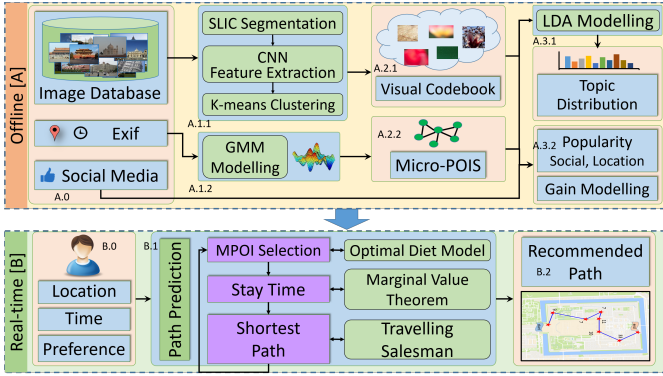 Offline [A]
Image Database
Exif
Social Media
A.0
SLIC Segmentation
CNN
Feature Extraction
K-means Clustering
A.1.1
GMM
Modelling
A.1.2
A.2.1
Visual Codebook
A.2.2
Micro-POIS
LDA Modelling
A.3.1
Topic
Distribution
A.3.2
Popularity
Social, Location
Gain Modelling
Real-time [B]
B.0
Location
Time
Preference
B.1
Path Prediction
MPOI Selection
Stay Time
Shortest
Path
Optimal Diet Model
Marginal Value
Theorem
Travelling
Salesman
Recommended
B.2 Path